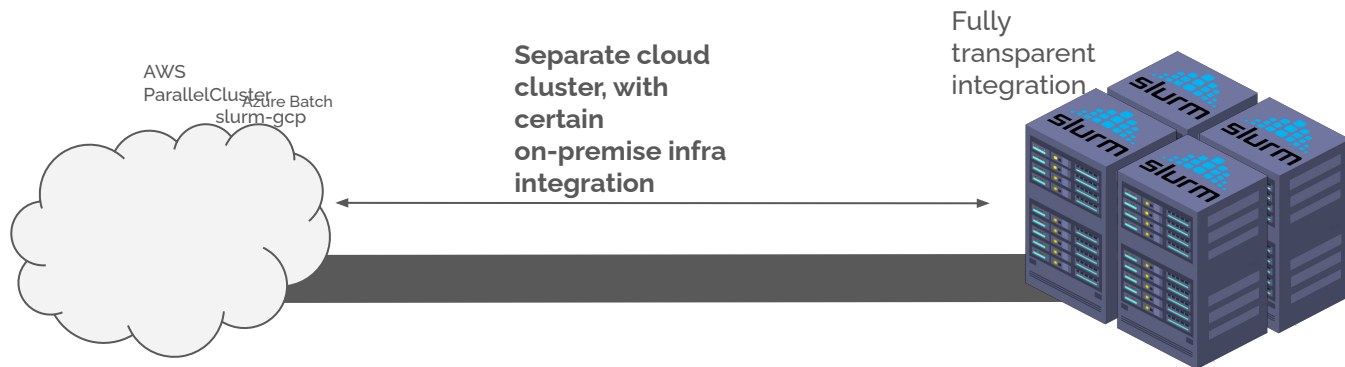 AWS
ParallelCluster
Azure Batch
slurm-gcp
Separate cloud
cluster, with
certain
on-premise infra
integration
Fully
transparent
integration
slurm
slurm
slurm
slurm